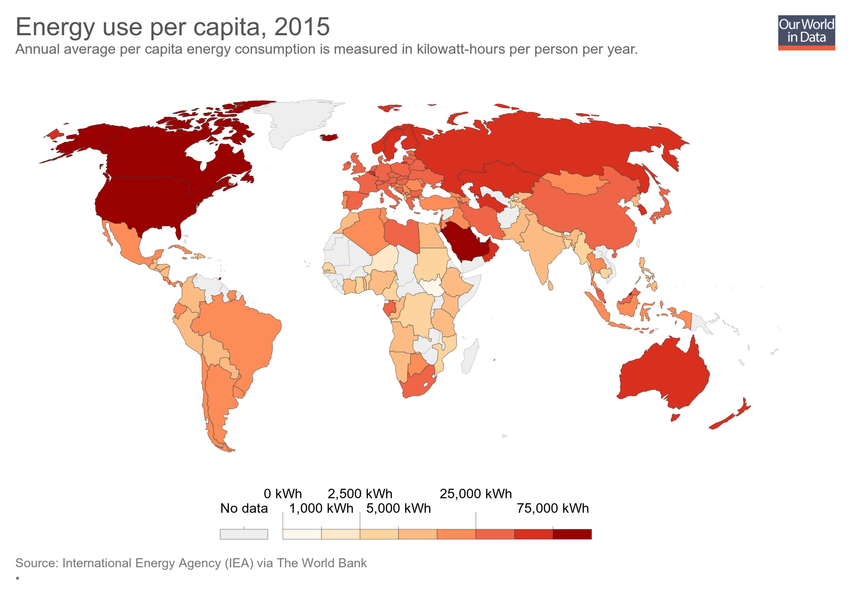 Energy use per capita, 2015
Our World
in Data
Annual average per capita energy consumption is measured in kilowatt-hours per person per year.
0 kWh 2,500 kWh 25,000 kWh
No data 1,000 kWh 5,000 kWh 75,000 kWh
Source: International Energy Agency (IEA) via The World Bank
•